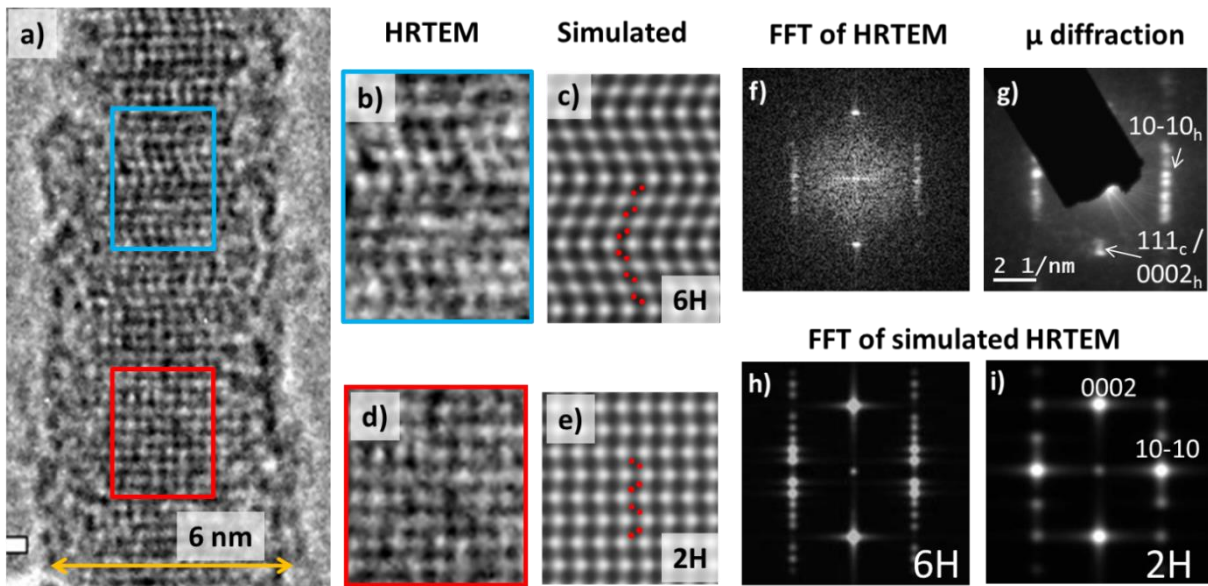 a)
HRTEM
Simulated
FFT of HRTEM
μ diffraction
b)
c)
f)
g)
10-10h
111c /
0002h
2 1/nm
6H
FFT of simulated HRTEM
d)
e)
h)
i)
0002
10-10
6 nm
2H
6H
2H